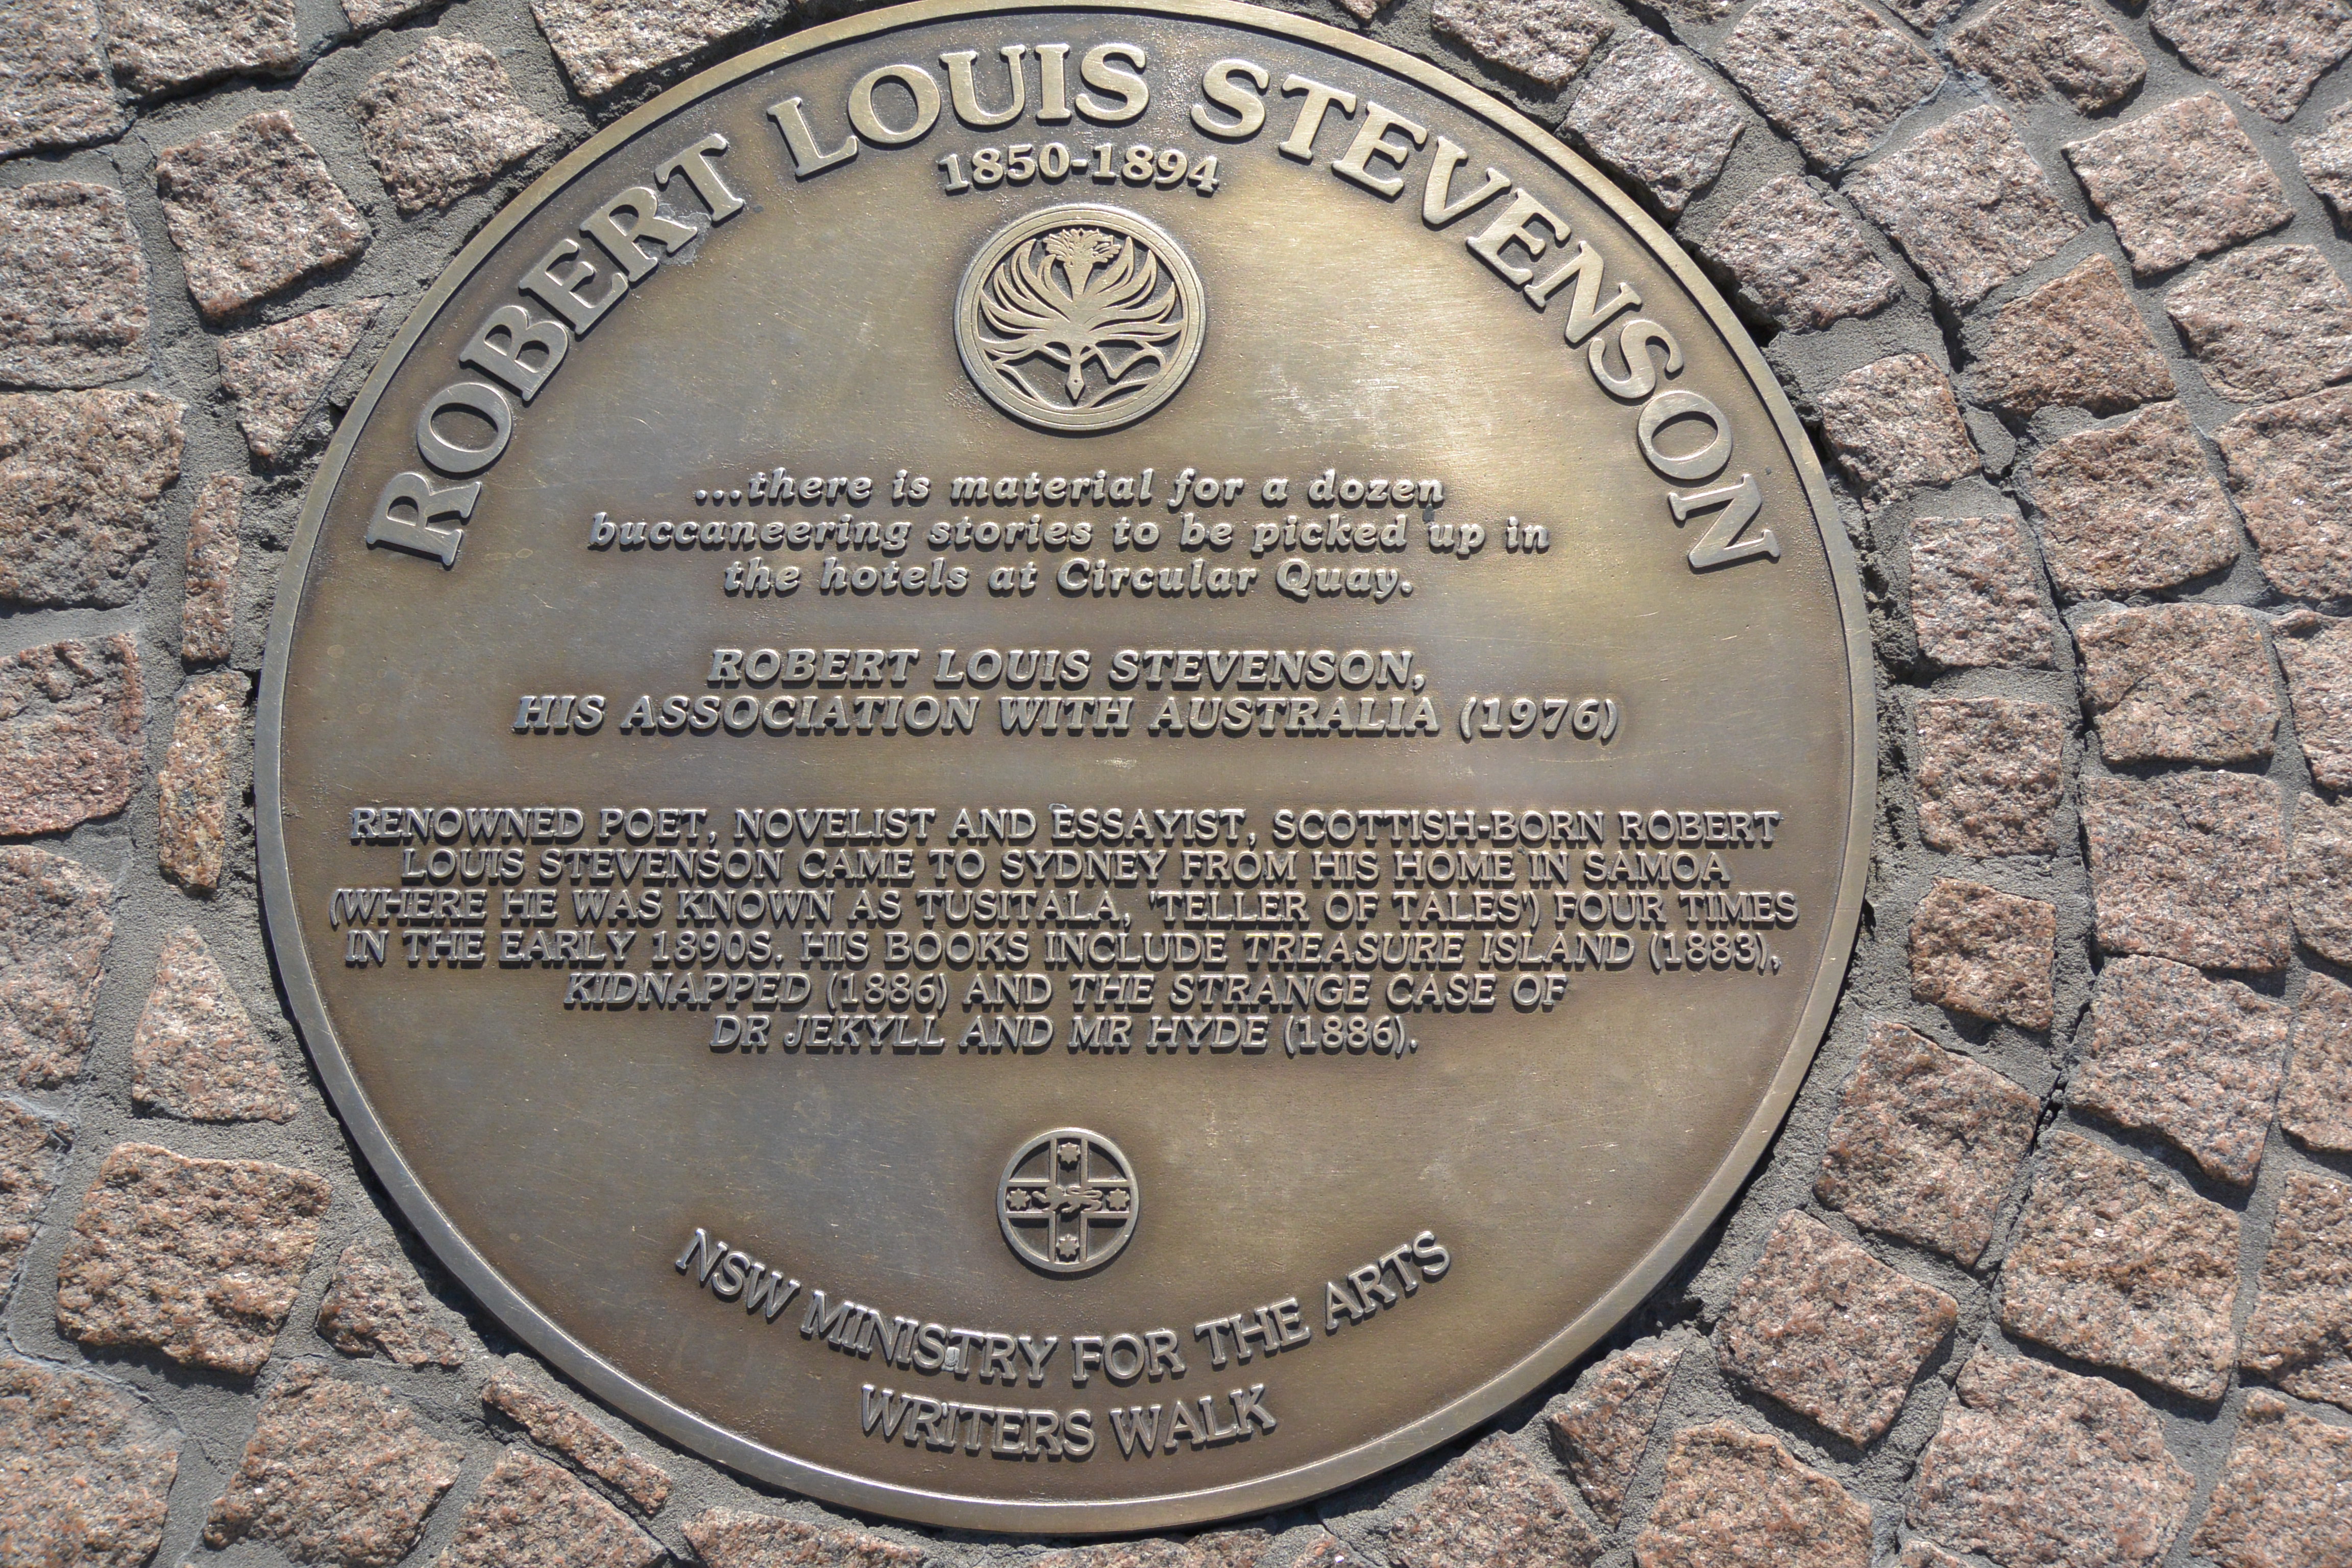 ROBERT LOUIS STEVENSON
1850-1894
...there is material for a dozen
buccaneering stories to be picked up in
the hotels at Circular Quay.
ROBERT LOUIS STEVENSON,
HIS ASSOCIATION WITH AUSTRALIA (1976)
RENOWNED POET, NOVELIST AND ESSAYIST, SCOTTISH-BORN ROBERT
LOUIS STEVENSON CAME TO SYDNEY FROM HIS HOME IN SAMOA
(WHERE HE WAS KNOWN AS TUSITALA, 'TELLER OF TALES') FOUR TIMES
IN THE EARLY 1890S. HIS BOOKS INCLUDE TREASURE ISLAND (1883),
KIDNAPPED (1886) AND THE STRANGE CASE OF
DR JEKYLL AND MR HYDE (1886).
NSW MINISTRY FOR THE ARTS
WRITERS WALK